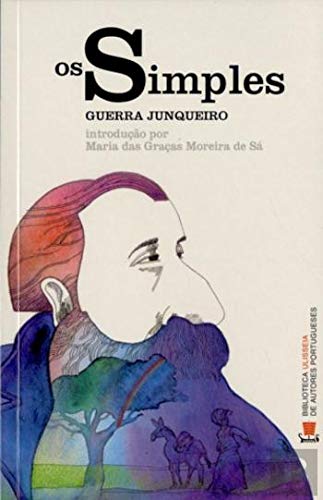 os Simples
GUERRA JUNQUEIRO
introdução por
Maria das Graças Moreira de Sá
BIBLIOTECA ULISSEIA
DE AUTORES PORTUGUESES